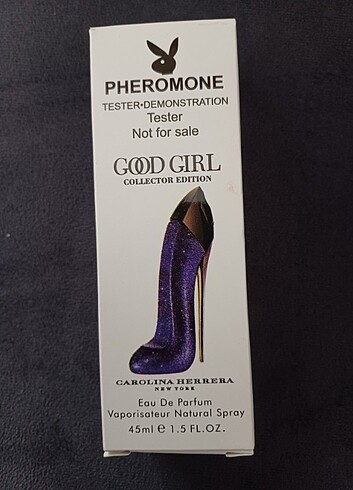 PHEROMONE
TESTER•DEMONSTRATION
Tester
Not for sale
GOOD GIRL
COLLECTOR EDITION
CAROLINA HERRERA
NEW YORK
Eau De Parfum
Vaporisateur Natural Spray
45ml e 1.5 FL.OZ.